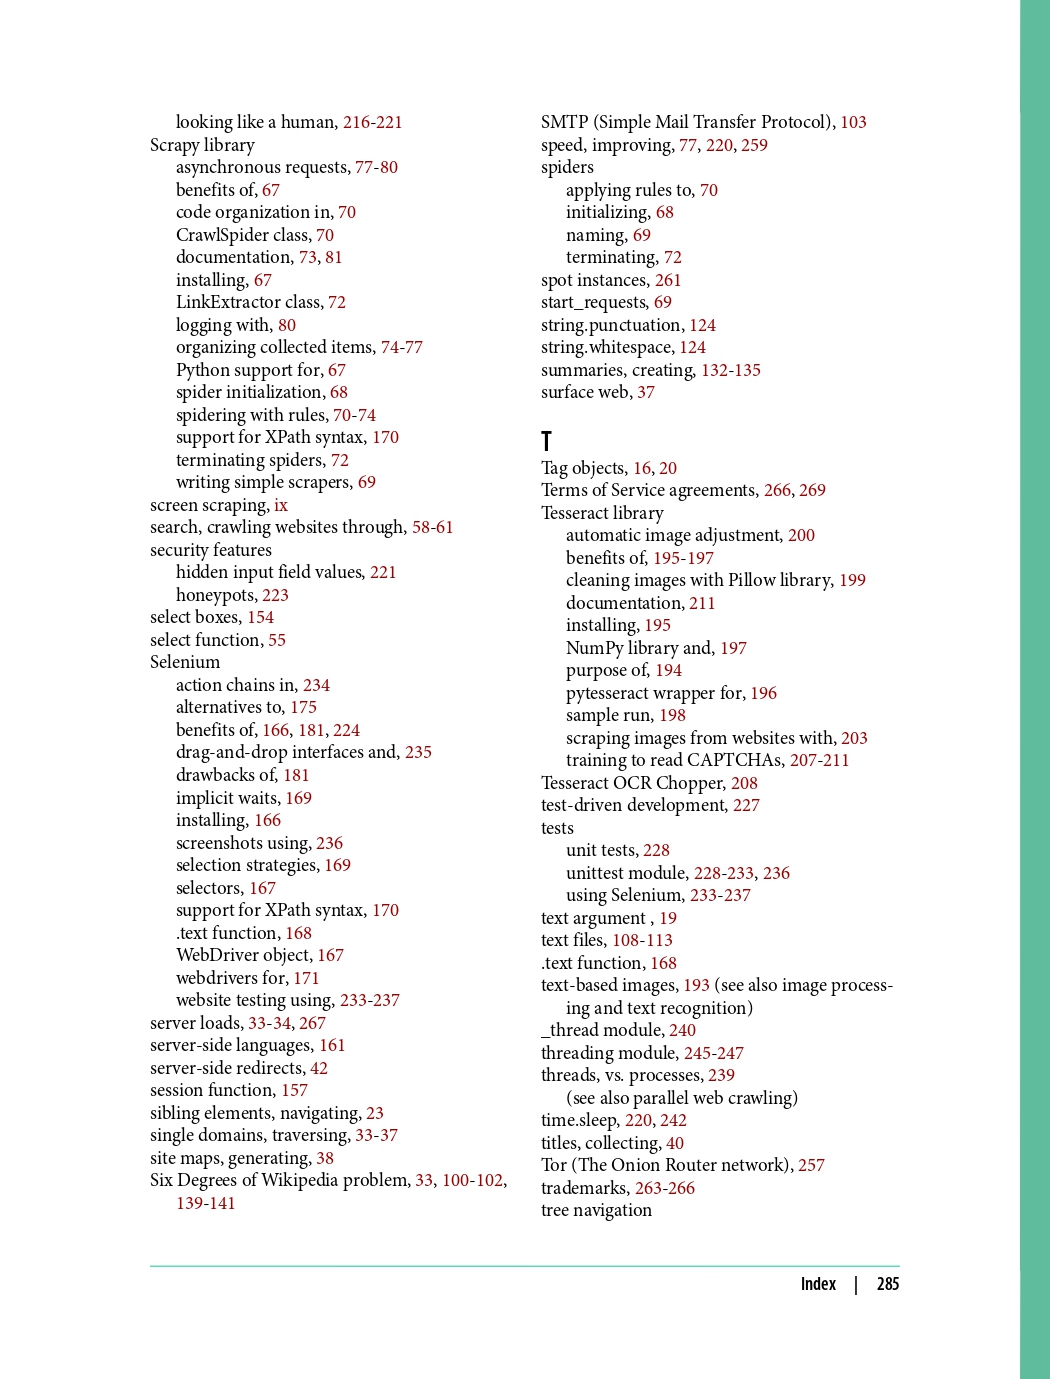 looking like a human, 216-221
Scrapy library
asynchronous requests, 77-80
benefits of, 67
code organization in, 70
CrawlSpider class, 70
documentation, 73, 81
installing, 67
LinkExtractor class, 72
logging with, 80
organizing collected items, 74-77
Python support for, 67
spider initialization, 68
spidering with rules, 70-74
support for XPath syntax, 170
terminating spiders, 72
writing simple scrapers, 69
screen scraping, ix
search, crawling websites through, 58-61
security features
hidden input field values, 221
honeypots, 223
select boxes, 154
select function, 55
Selenium
action chains in, 234
alternatives to, 175
benefits of, 166, 181, 224
drag-and-drop interfaces and, 235
drawbacks of, 181
implicit waits, 169
installing, 166
screenshots using, 236
selection strategies, 169
selectors, 167
support for XPath syntax, 170
.text function, 168
WebDriver object, 167
webdrivers for, 171
website testing using, 233-237
server loads, 33-34, 267
server-side languages, 161
server-side redirects, 42
session function, 157
sibling elements, navigating, 23
single domains, traversing, 33-37
site maps, generating, 38
Six Degrees of Wikipedia problem, 33, 100-102,
139-141
SMTP (Simple Mail Transfer Protocol), 103
speed, improving, 77, 220, 259
spiders
applying rules to, 70
initializing, 68
naming, 69
terminating, 72
spot instances, 261
start_requests, 69
string.punctuation, 124
string.whitespace, 124
summaries, creating, 132-135
surface web, 37
T
Tag objects, 16, 20
Terms of Service agreements, 266, 269
Tesseract library
automatic image adjustment, 200
benefits of, 195-197
cleaning images with Pillow library, 199
documentation, 211
installing, 195
NumPy library and, 197
purpose of, 194
pytesseract wrapper for, 196
sample run, 198
scraping images from websites with, 203
training to read CAPTCHAs, 207-211
Tesseract OCR Chopper, 208
test-driven development, 227
tests
unit tests, 228
unittest module, 228-233, 236
using Selenium, 233-237
text argument , 19
text files, 108-113
.text function, 168
text-based images, 193 (see also image process-
ing and text recognition)
_thread module, 240
threading module, 245-247
threads, vs. processes, 239
(see also parallel web crawling)
time.sleep, 220, 242
titles, collecting, 40
Tor (The Onion Router network), 257
trademarks, 263-266
tree navigation
Index | 285